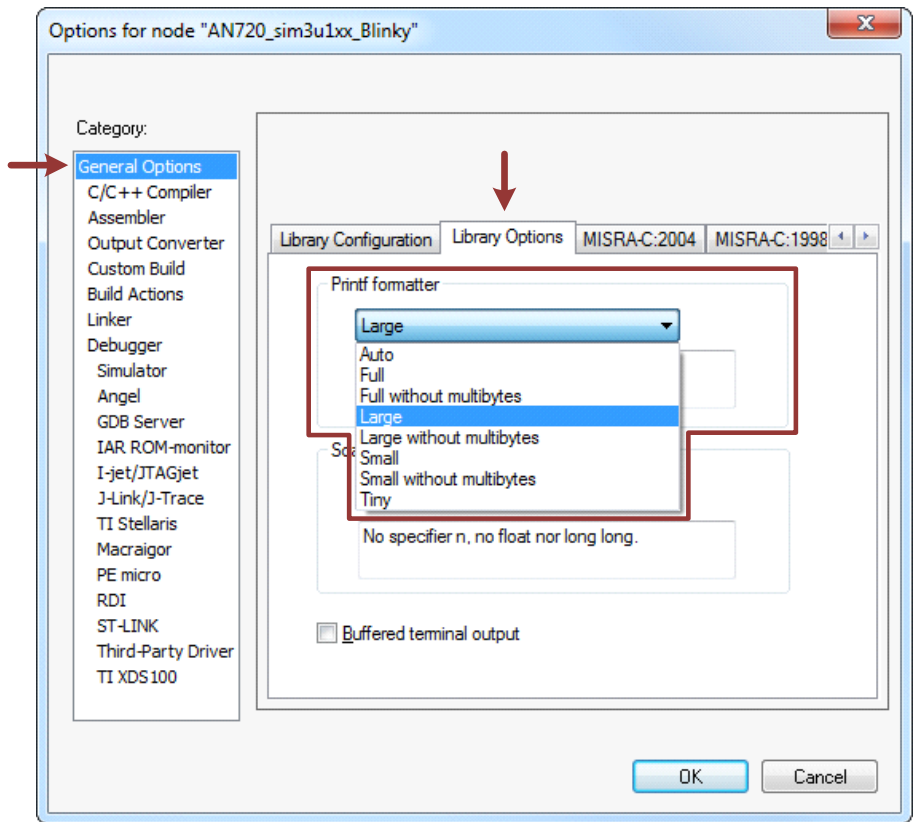 Options for node "AN720_sim3u1xx_Blinky"
Category:
General Options
C/C++ Compiler
Assembler
Output Converter
Custom Build
Build Actions
Linker
Debugger
Simulator
Angel
GDB Server
IAR ROM-monitor
I-jet/JTAGjet
J-Link/J-Trace
TI Stellaris
Macraigor
PE micro
RDI
ST-LINK
Third-Party Driver
TI XDS100
Library Configuration Library Options MISRA-C:2004 MISRA-C:1998
Printf formatter
Large
Auto
Full
Full without multibytes
Large
Large without multibytes
Small
Small without multibytes
Tiny
No specifier n, no float nor long long.
Buffered terminal output
OK Cancel